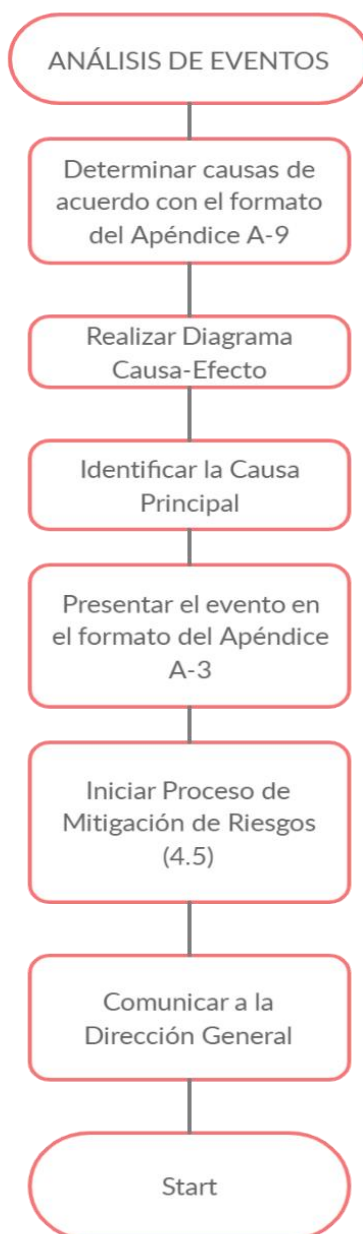 ANÁLISIS DE EVENTOS
Determinar causas de
acuerdo con el formato
del Apéndice A-9
Realizar Diagrama
Causa-Efecto
Identificar la Causa
Principal
Presentar el evento en
el formato del Apéndice
A-3
Iniciar Proceso de
Mitigación de Riesgos
(4.5)
Comunicar a la
Dirección General
Start